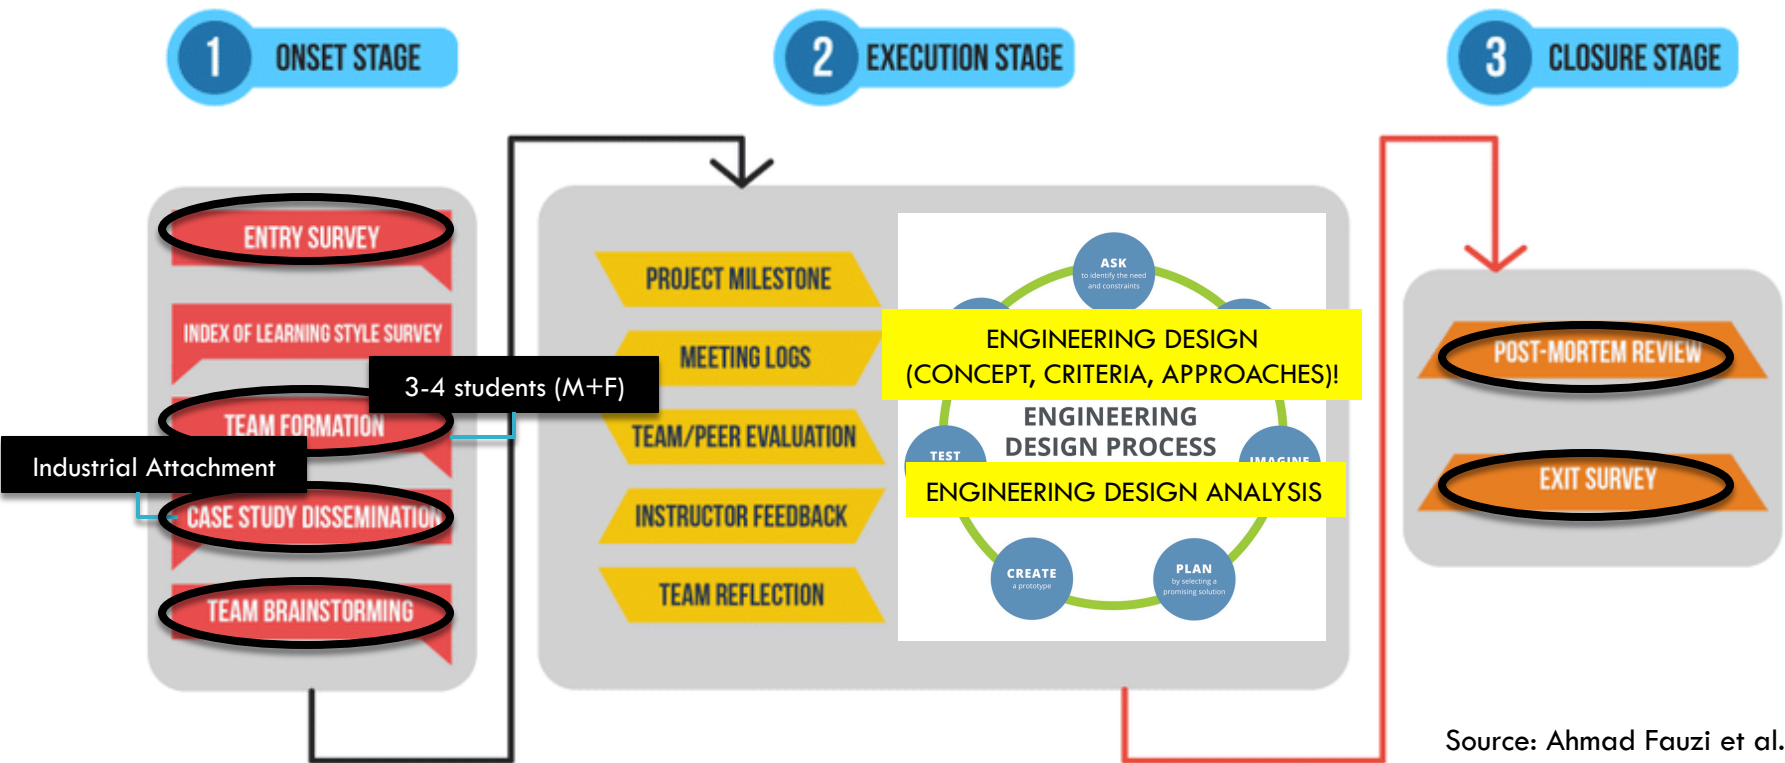 1 ONSET STAGE
2 EXECUTION STAGE
3 CLOSURE STAGE
ENTRY SURVEY
INDEX OF LEARNING STYLE SURVEY
3-4 students (M+F)
TEAM FORMATION
Industrial Attachment
CASE STUDY DISSEMINATION
TEAM BRAINSTORMING
PROJECT MILESTONE
MEETING LOGS
TEAM/PEER EVALUATION
INSTRUCTOR FEEDBACK
TEAM REFLECTION
ASK
to identify the need
and constraints
ENGINEERING DESIGN
(CONCEPT, CRITERIA, APPROACHES)!
ENGINEERING
DESIGN PROCESS
TEST
IMAGINE
ENGINEERING DESIGN ANALYSIS
CREATE
a prototype
PLAN
by selecting a
promising solution
POST-MORTEM REVIEW
EXIT SURVEY
Source: Ahmad Fauzi et al.